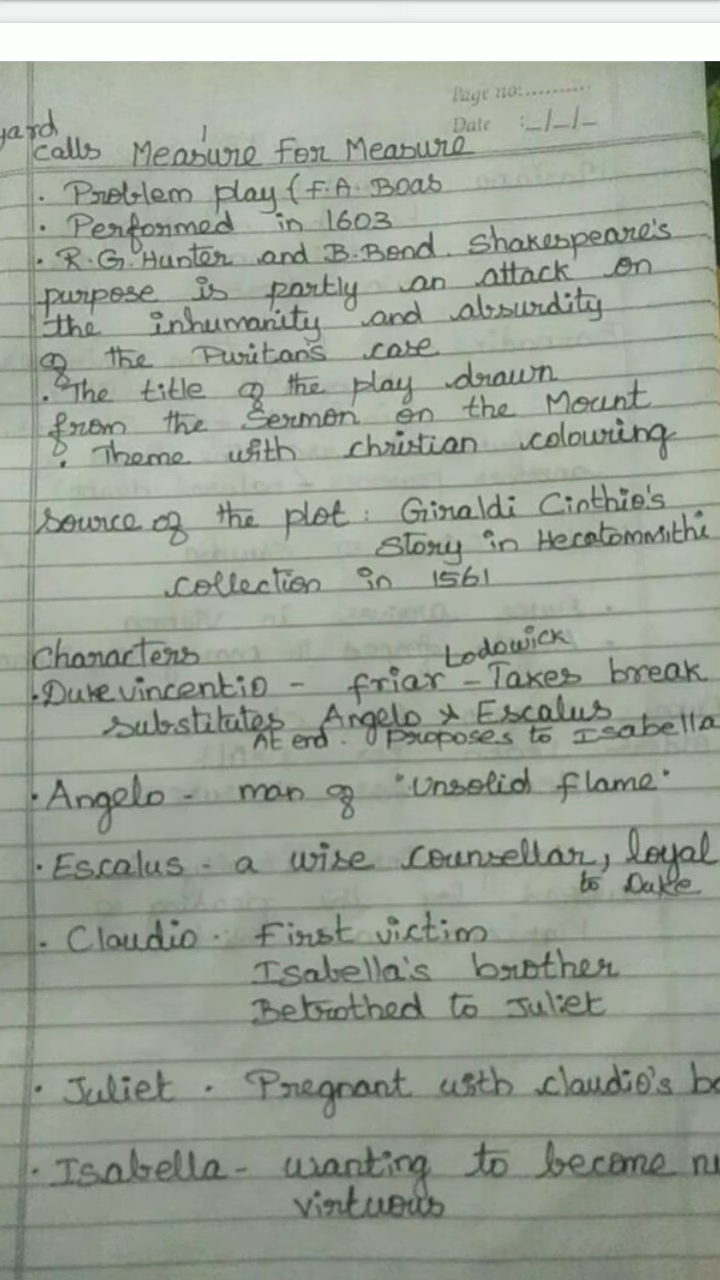 Page no:..........
Date :_/_/_
yard
calls Measure For Measure
. Problem play (F.A. Boas
. Performed in 1603
. R.G. Hunter and B.Bond. Shakespeare's
purpose is partly an attack on
the inhumanity and absurdity
of the Puritan's case
. The title of the play drawn
from the Sermon on the Mount
. Theme with christian colouring
Source of the plot: Giraldi Cinthio's
Story in Hecatommithi
collection in 1561
Characters
Lodowick
. Duke vincentio - friar - Takes break
substitutes Angelo & Escalus
At end. proposes to Isabella
. Angelo - man of "Unsolid flame"
. Escalus - a wise counsellar, loyal
to Duke
. Claudio - First victim
Isabella's brother
Betrothed to Juliet
. Juliet . Pregnant with claudio's
. Isabella - wanting to become
virtuous